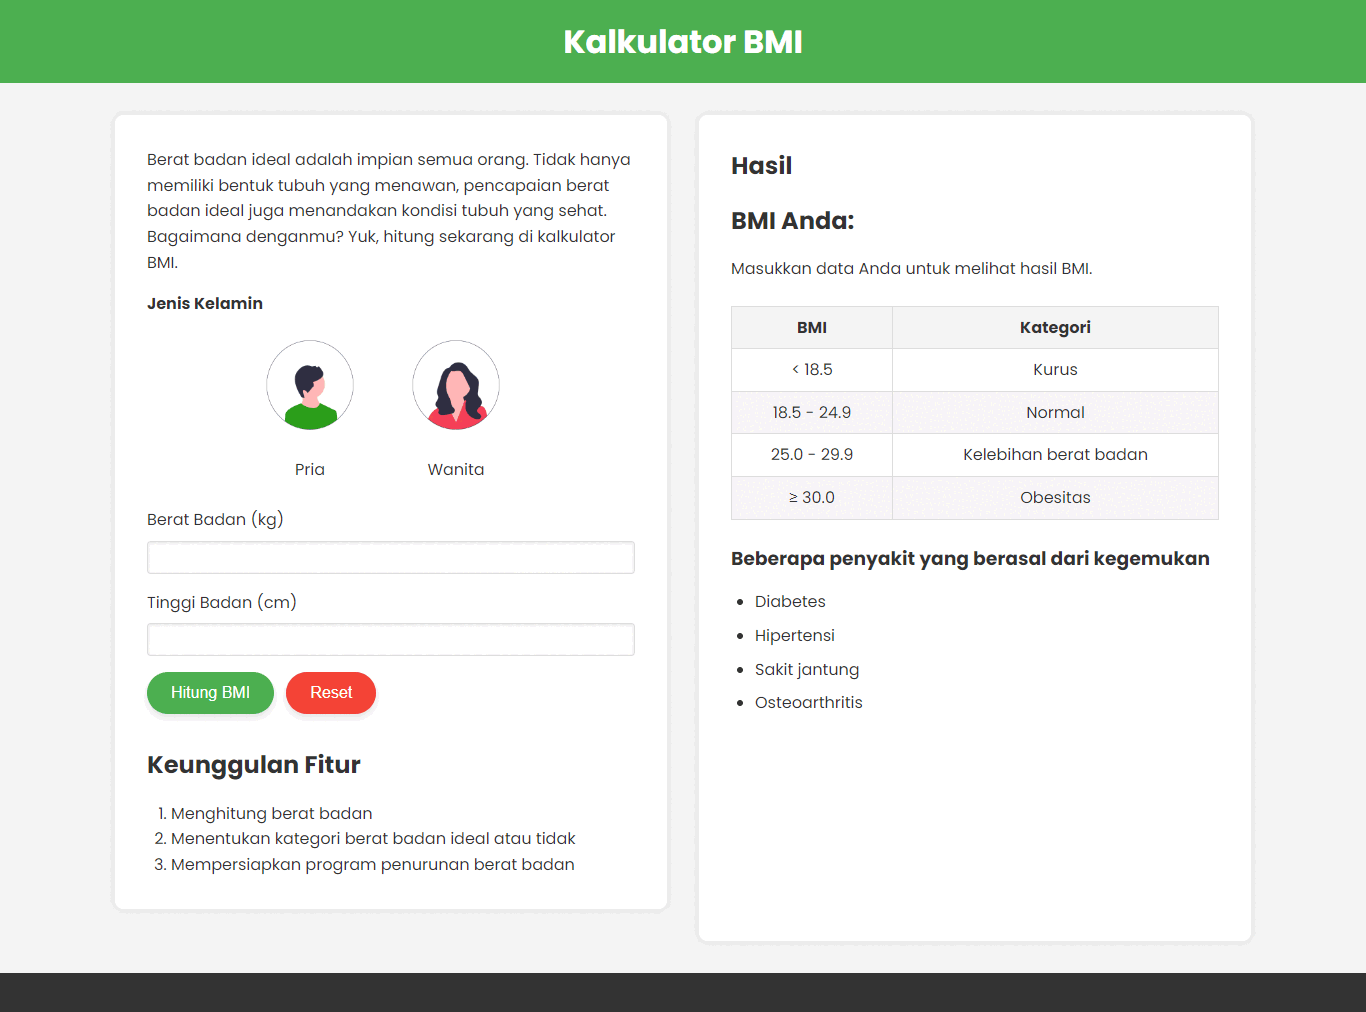 Kalkulator BMI
Berat badan ideal adalah impian semua orang. Tidak hanya
memiliki bentuk tubuh yang menawan, pencapaian berat
badan ideal juga menandakan kondisi tubuh yang sehat.
Bagaimana denganmu? Yuk, hitung sekarang di kalkulator
BMI.
Jenis Kelamin
Pria Wanita
Berat Badan (kg)
Tinggi Badan (cm)
Hitung BMI Reset
Keunggulan Fitur
1. Menghitung berat badan
2. Menentukan kategori berat badan ideal atau tidak
3. Mempersiapkan program penurunan berat badan
Hasil
BMI Anda:
Masukkan data Anda untuk melihat hasil BMI.
BMI Kategori
< 18.5 Kurus
18.5 - 24.9 Normal
25.0 - 29.9 Kelebihan berat badan
≥ 30.0 Obesitas
Beberapa penyakit yang berasal dari kegemukan
• Diabetes
• Hipertensi
• Sakit jantung
• Osteoarthritis